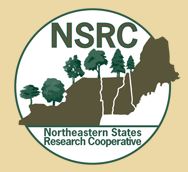 NSRC
Northeastern States
Research Cooperative